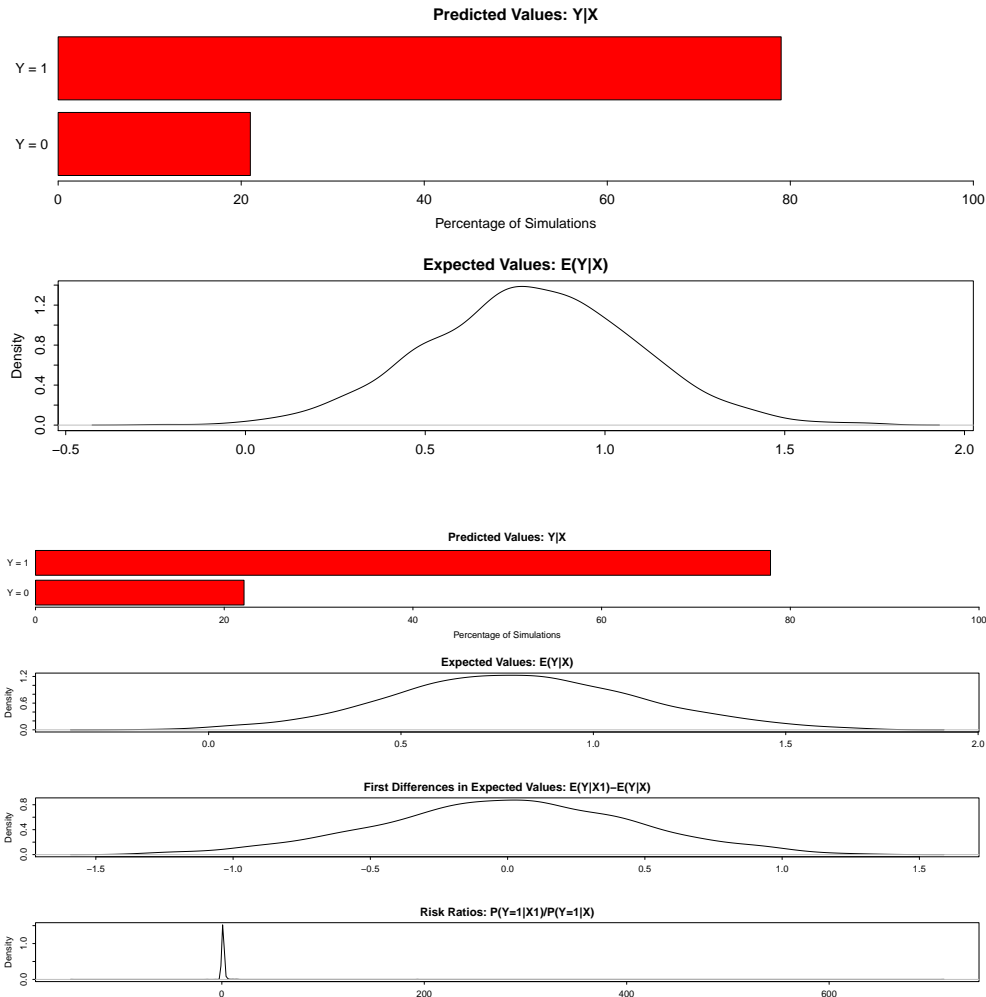 Predicted Values: Y|X
Y = 1
Y = 0
0 20 40 60 80 100
Percentage of Simulations
Expected Values: E(Y|X)
Density
0.0 0.4 0.8 1.2
−0.5 0.0 0.5 1.0 1.5 2.0
Predicted Values: Y|X
Y = 1
Y = 0
0 20 40 60 80 100
Percentage of Simulations
Expected Values: E(Y|X)
Density
0.0 0.6 1.2
0.0 0.5 1.0 1.5 2.0
First Differences in Expected Values: E(Y|X1)−E(Y|X)
Density
0.0 0.4 0.8
−1.5 −1.0 −0.5 0.0 0.5 1.0 1.5
Risk Ratios: P(Y=1|X1)/P(Y=1|X)
Density
0.0 1.0
0 200 400 600